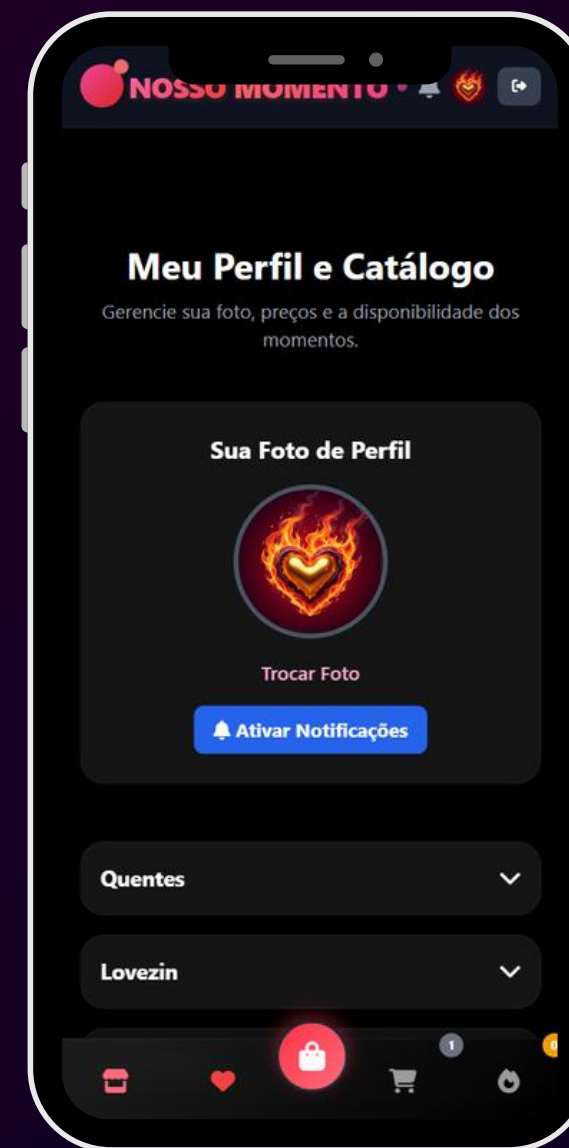 NOSSO MOMENTO
Meu Perfil e Catálogo
Gerencie sua foto, preços e a disponibilidade dos
momentos.
Sua Foto de Perfil
Trocar Foto
Ativar Notificações
Quentes
Lovezin
1
0